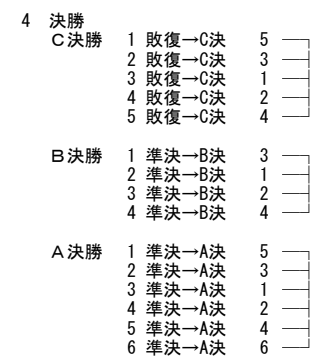 4 決勝
C決勝 1 敗復→C決 5
2 敗復→C決 3
3 敗復→C決 1
4 敗復→C決 2
5 敗復→C決 4
B決勝 1 準決→B決 3
2 準決→B決 1
3 準決→B決 2
4 準決→B決 4
A決勝 1 準決→A決 5
2 準決→A決 3
3 準決→A決 1
4 準決→A決 2
5 準決→A決 4
6 準決→A決 6